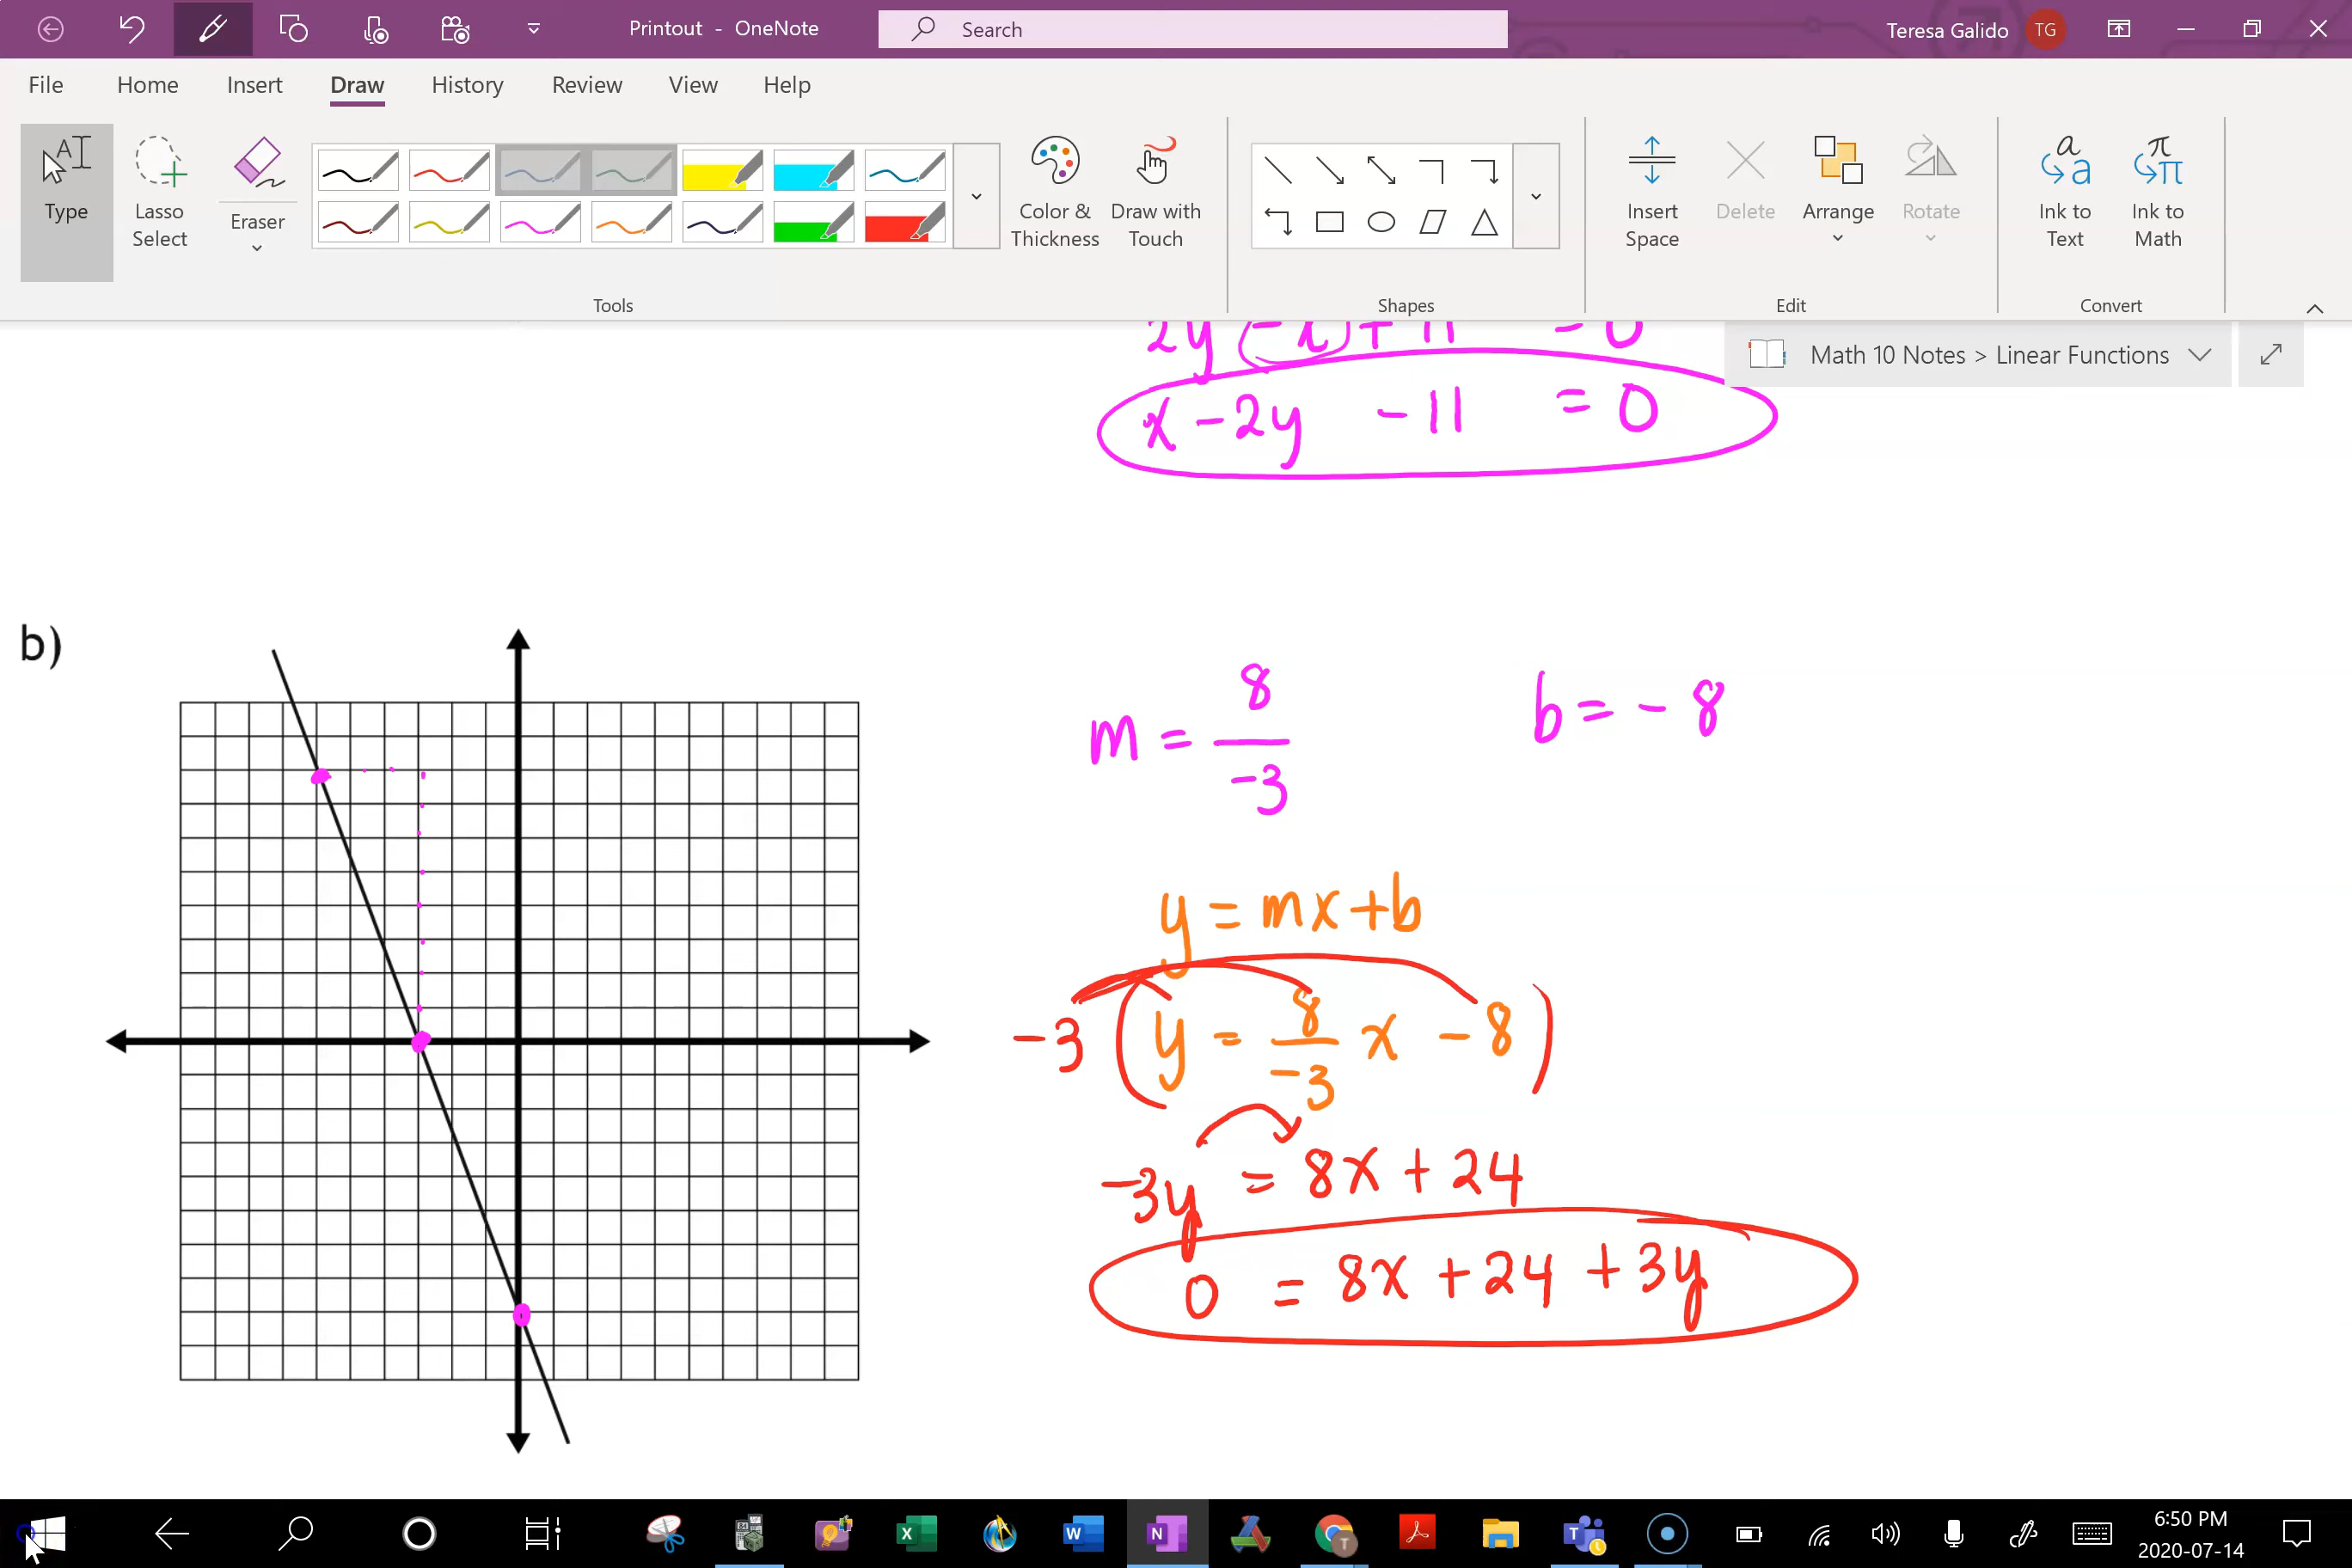 Printout - OneNote
Search
Teresa Galido TG
File Home Insert Draw History Review View Help
Type
Lasso Select
Eraser
Color & Thickness
Draw with Touch
Insert Space
Delete
Arrange
Rotate
Ink to Text
Ink to Math
Tools Shapes Edit Convert
2y (-x) + 11 = 0
Math 10 Notes > Linear Functions
x - 2y - 11 = 0
b)
m = 8/-3 b = - 8
y = mx + b
-3 ( y = 8/-3 x - 8 )
-3y = 8x + 24
0 = 8x + 24 + 3y
6:50 PM
2020-07-14